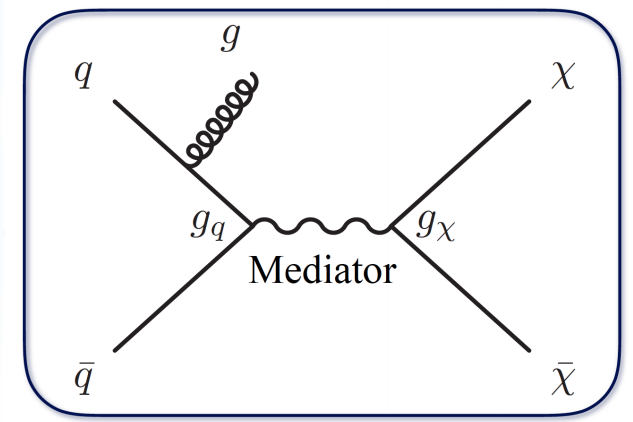 g
q χ
g_q g_χ
Mediator
q̄ χ̄